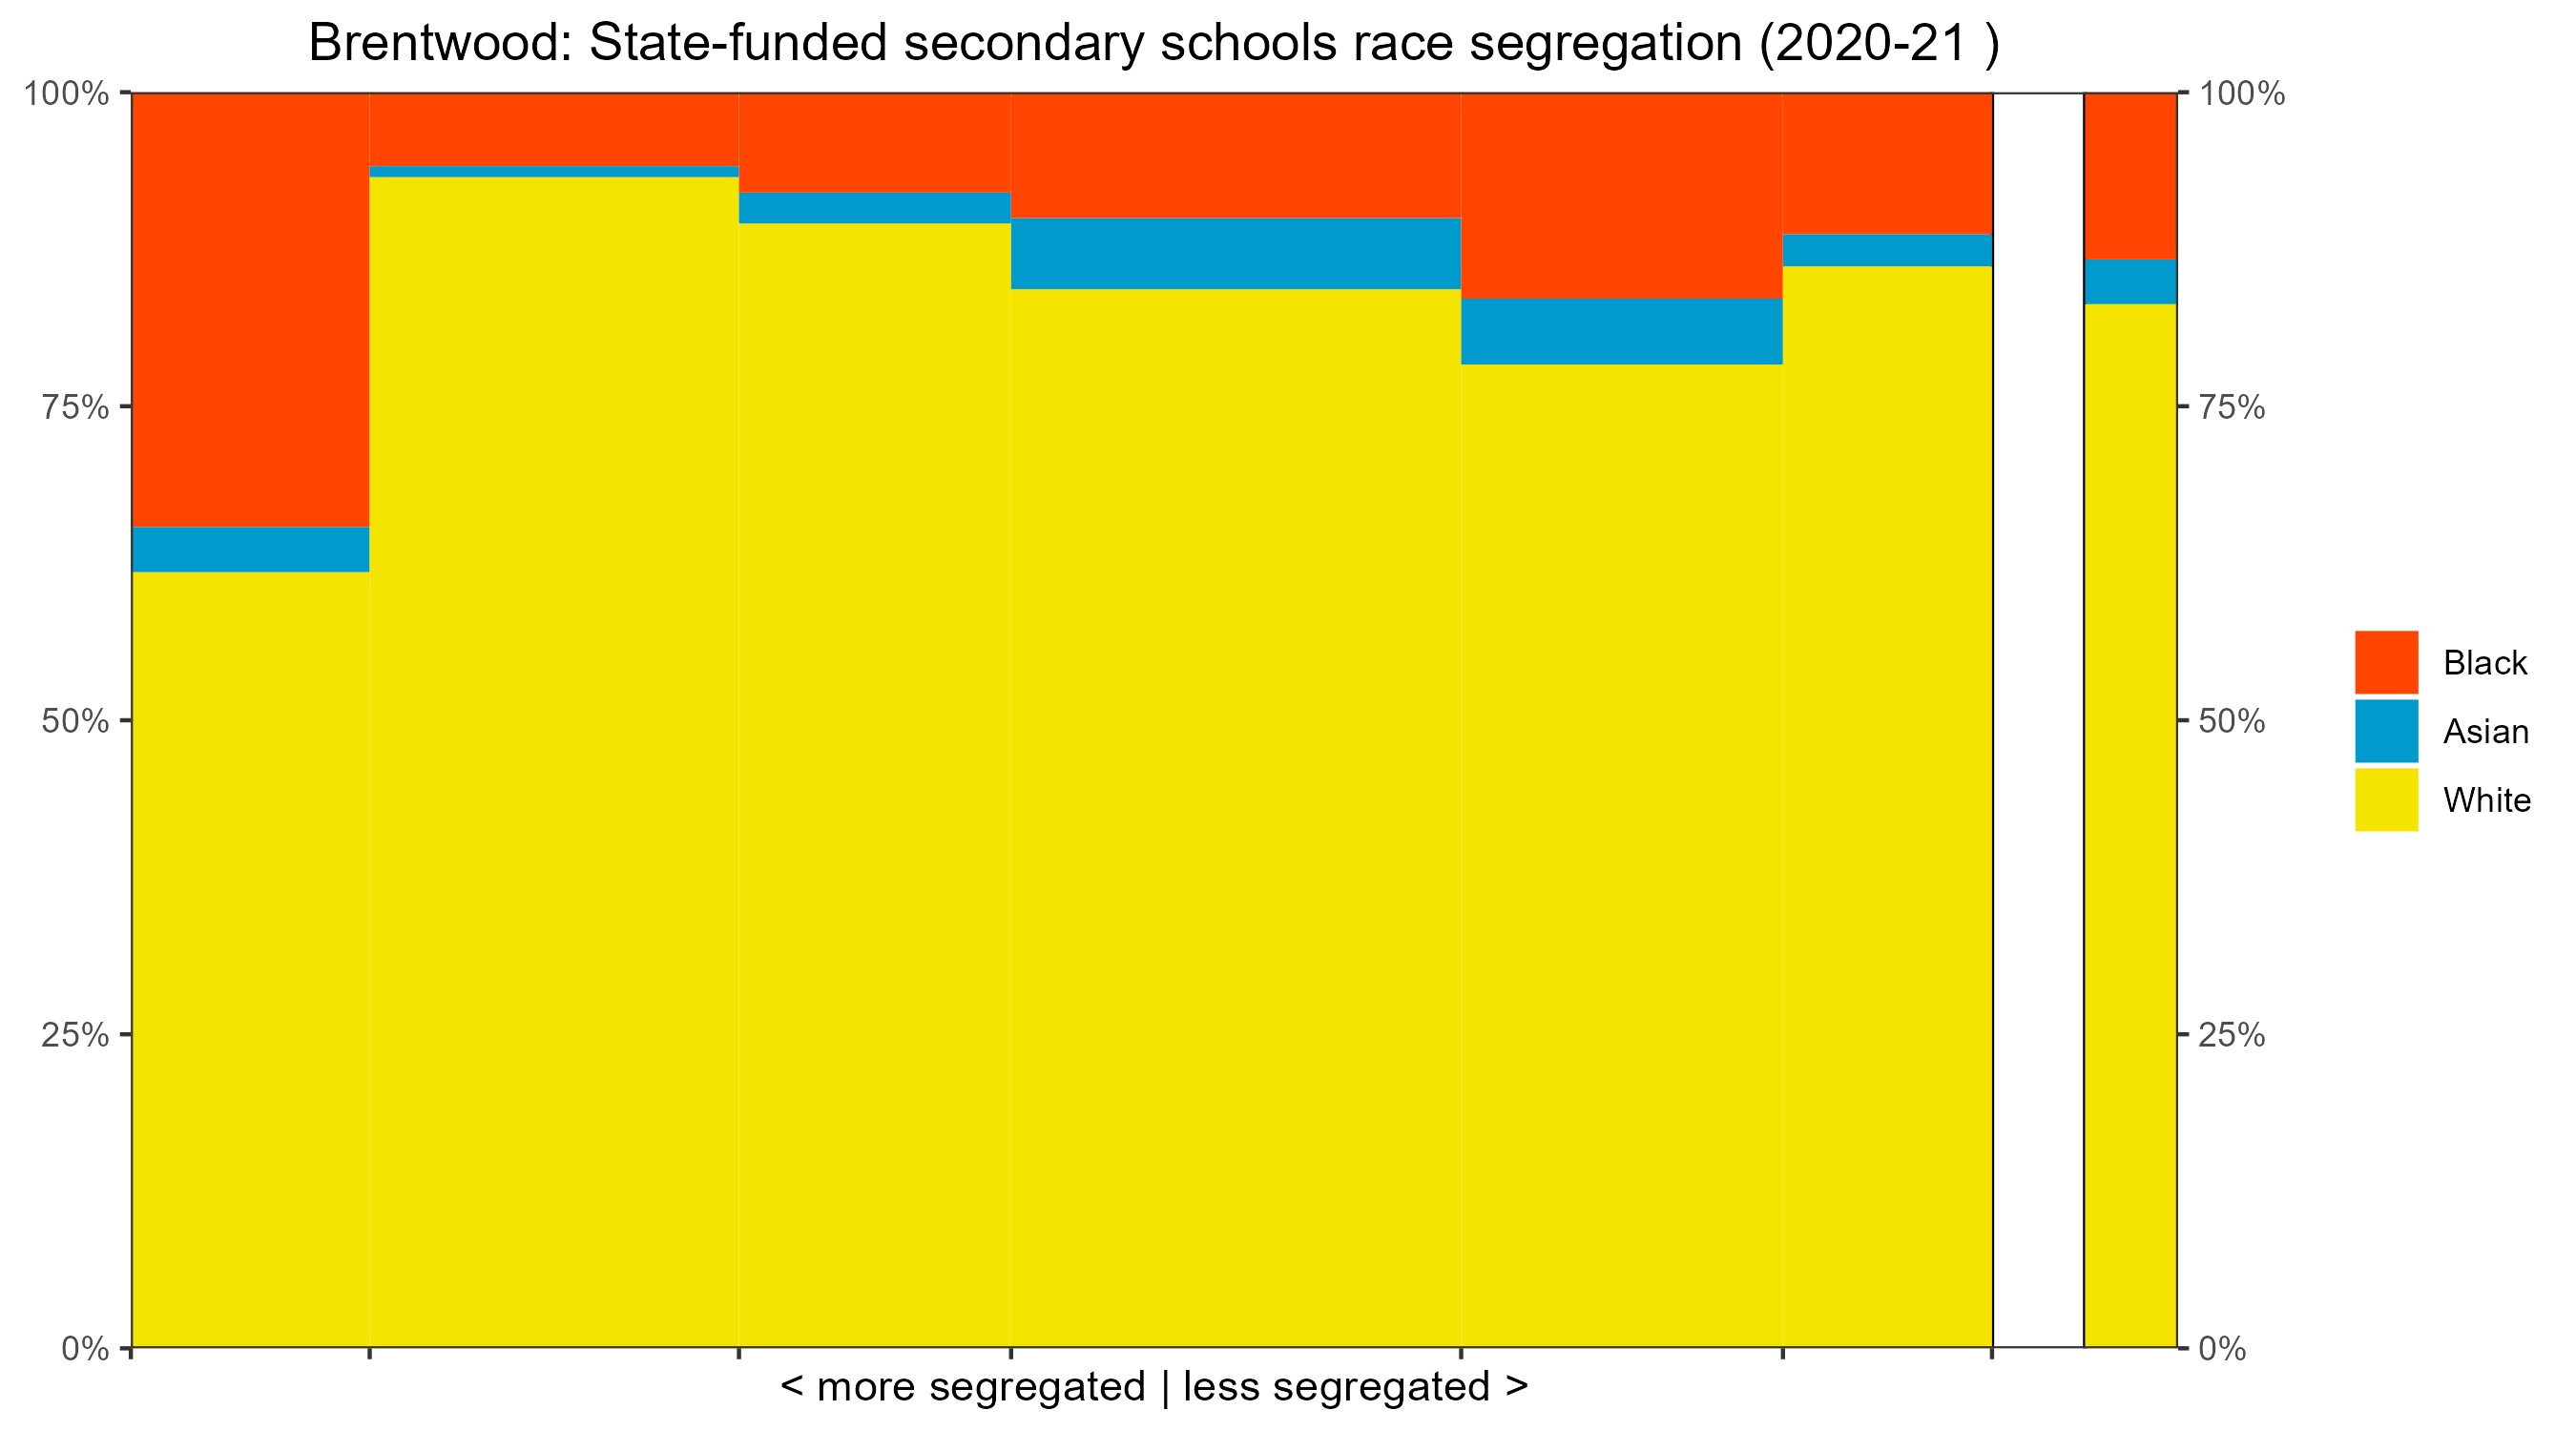 Brentwood: State-funded secondary schools race segregation (2020-21 )
100%
75%
50%
25%
0%
100%
75%
50%
25%
0%
Black
Asian
White
< more segregated | less segregated >